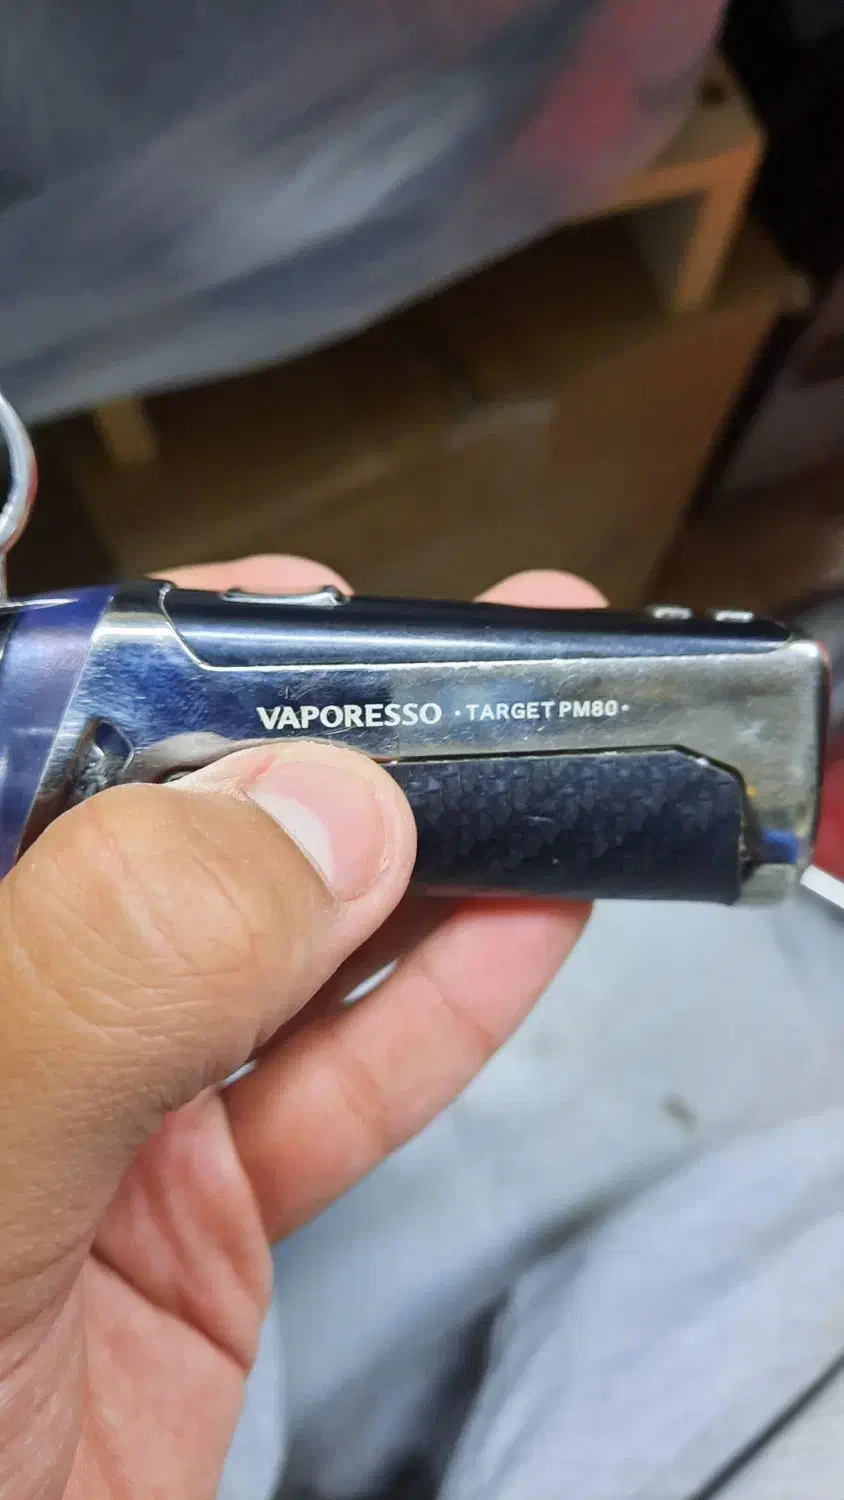 VAPORESSO · TARGET PM80 ·